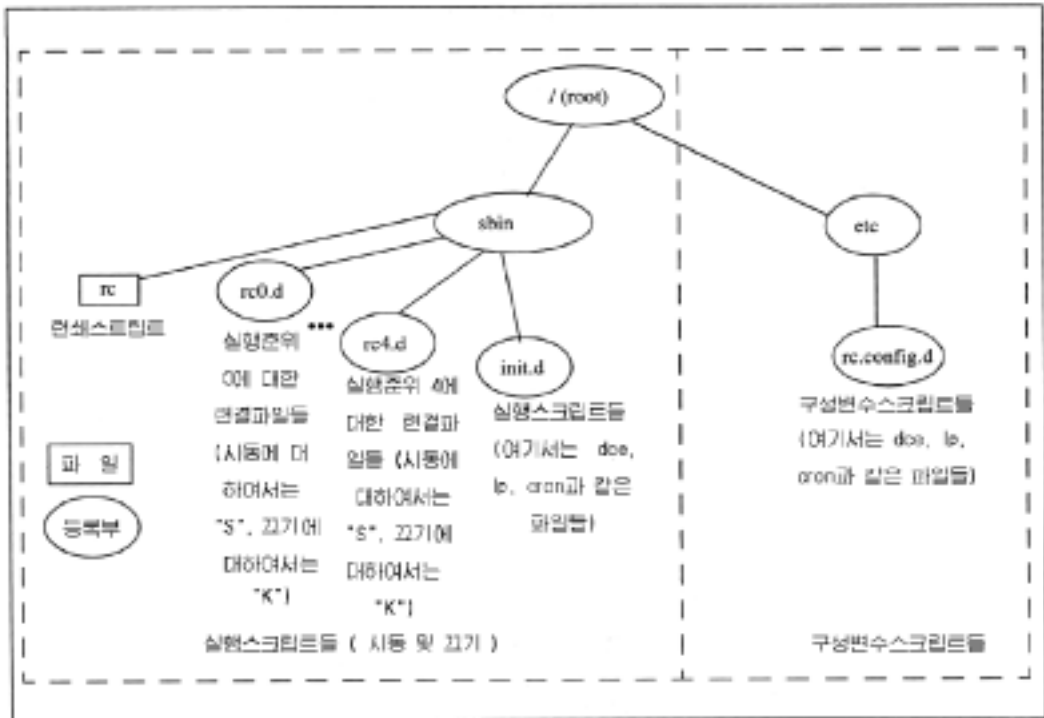 / (root)
sbin
etc
rc
련쇄스트립트
rc0.d
•••
실행준위
0에 대한
련결파일들
(시동에 대
하여서는
"S", 끄기에
대하여서는
"K")
rc4.d
실행준위 4에
대한 련결파
일들 (시동에
대하여서는
"S", 끄기에
대하여서는
"K")
init.d
실행스크립트들
(여기서는 dce,
lp, cron과 같은
파일들)
rc.config.d
구성변수스크립트들
(여기서는 dce, lp,
cron과 같은 파일들)
파 일
등록부
실행스크립트들 ( 시동 및 끄기 )
구성변수스크립트들